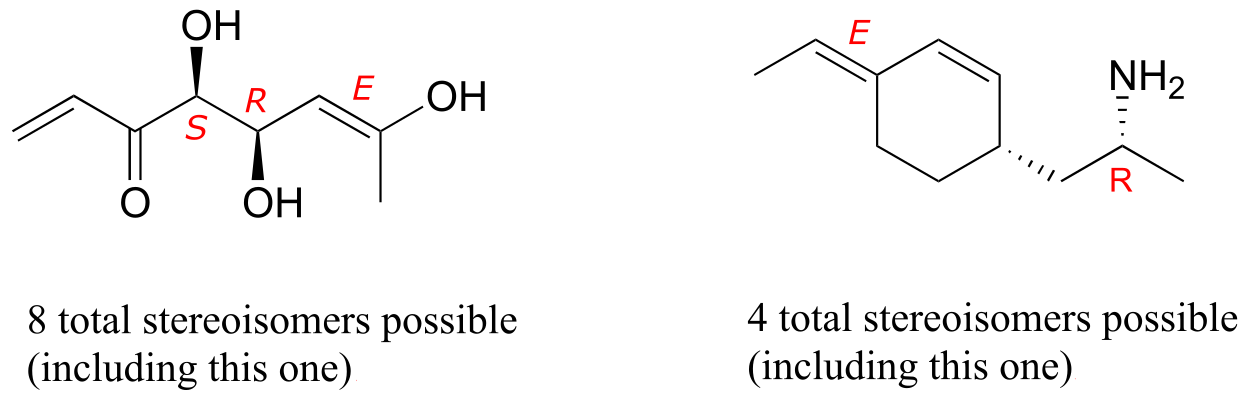 OH
E
S
R
E
OH
O
OH
NH2
R
8 total stereoisomers possible
(including this one)
4 total stereoisomers possible
(including this one)